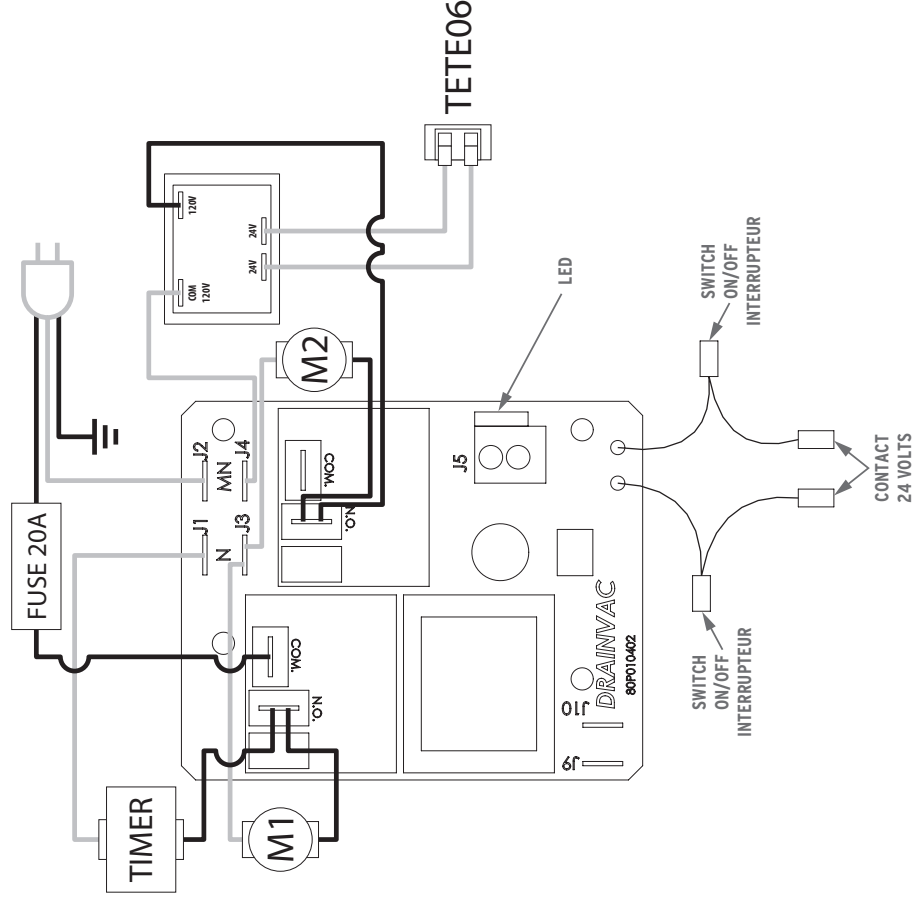 TETE06
120V
COM
120V
24V
24V
FUSE 20A
M2
LED
J2
J4
MN
J1
J3
N
COM.
N.O.
J5
SWITCH
ON/OFF
INTERRUPTEUR
CONTACT
24 VOLTS
COM.
N.O.
TIMER
M1
DRAINVAC
80P010402
J10
J9
SWITCH
ON/OFF
INTERRUPTEUR